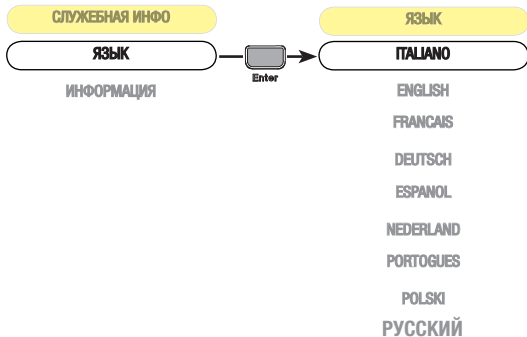 СЛУЖЕБНАЯ ИНФО
ЯЗЫК
ИНФОРМАЦИЯ
Enter
ЯЗЫК
ITALIANO
ENGLISH
FRANCAIS
DEUTSCH
ESPANOL
NEDERLAND
PORTOGUES
POLSKI
РУССКИЙ